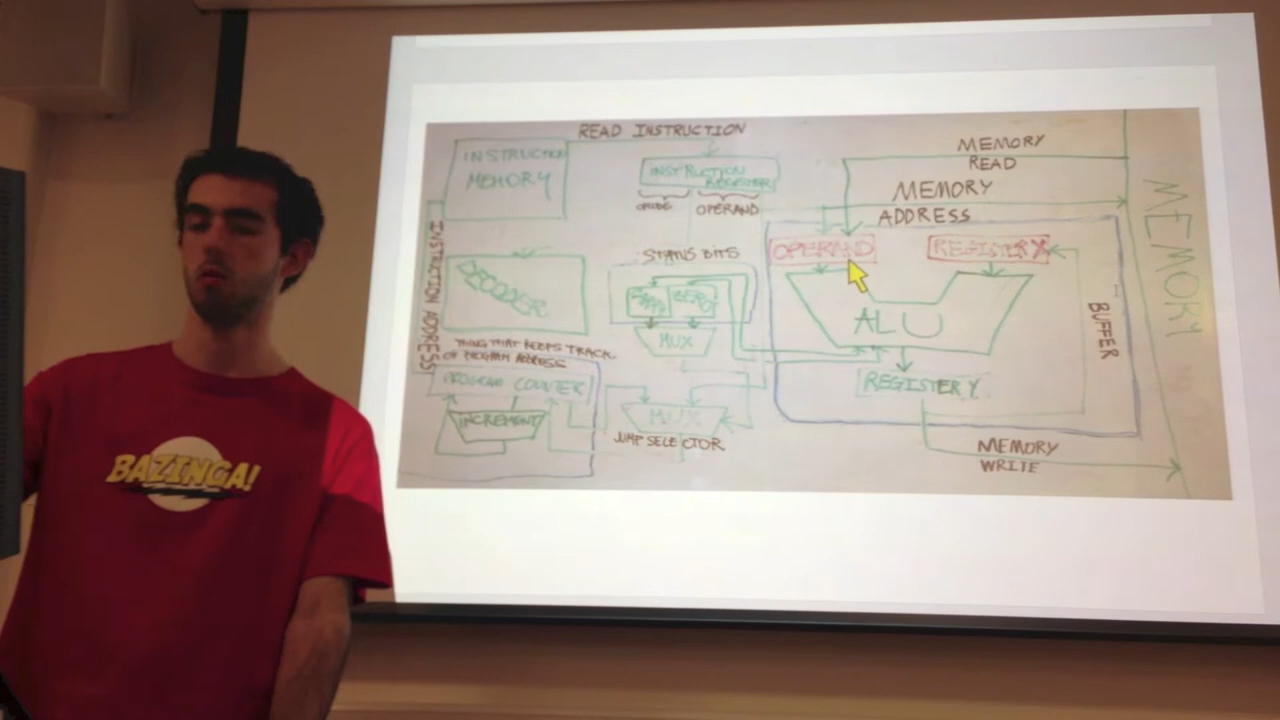 READ INSTRUCTION
INSTRUCTION
MEMORY
INSTRUCTION
REGISTER
OPCODE
OPERAND
MEMORY
READ
MEMORY
ADDRESS
MEMORY
INSTRUCTION ADDRESS
DECODER
STATUS BITS
ZERO?
MUX
OPERAND
REGISTER Y
ALU
BUFFER
REGISTER Y
THING THAT KEEPS TRACK
OF PROGRAM ADDRESS
PROGRAM COUNTER
INCREMENT
MUX
JUMP SELECTOR
MEMORY
WRITE
BAZINGA!